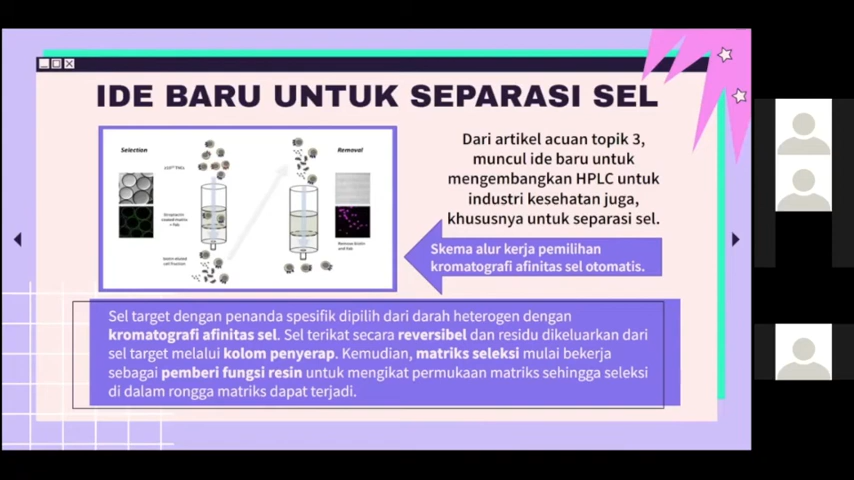 IDE BARU UNTUK SEPARASI SEL
Selection
Removal
Dari artikel acuan topik 3,
muncul ide baru untuk
mengembangkan HPLC untuk
industri kesehatan juga,
khususnya untuk separasi sel.
Skema alur kerja pemilihan
kromatografi afinitas sel otomatis.
Sel target dengan penanda spesifik dipilih dari darah heterogen dengan
kromatografi afinitas sel. Sel terikat secara reversibel dan residu dikeluarkan dari
sel target melalui kolom penyerap. Kemudian, matriks seleksi mulai bekerja
sebagai pemberi fungsi resin untuk mengikat permukaan matriks sehingga seleksi
di dalam rongga matriks dapat terjadi.